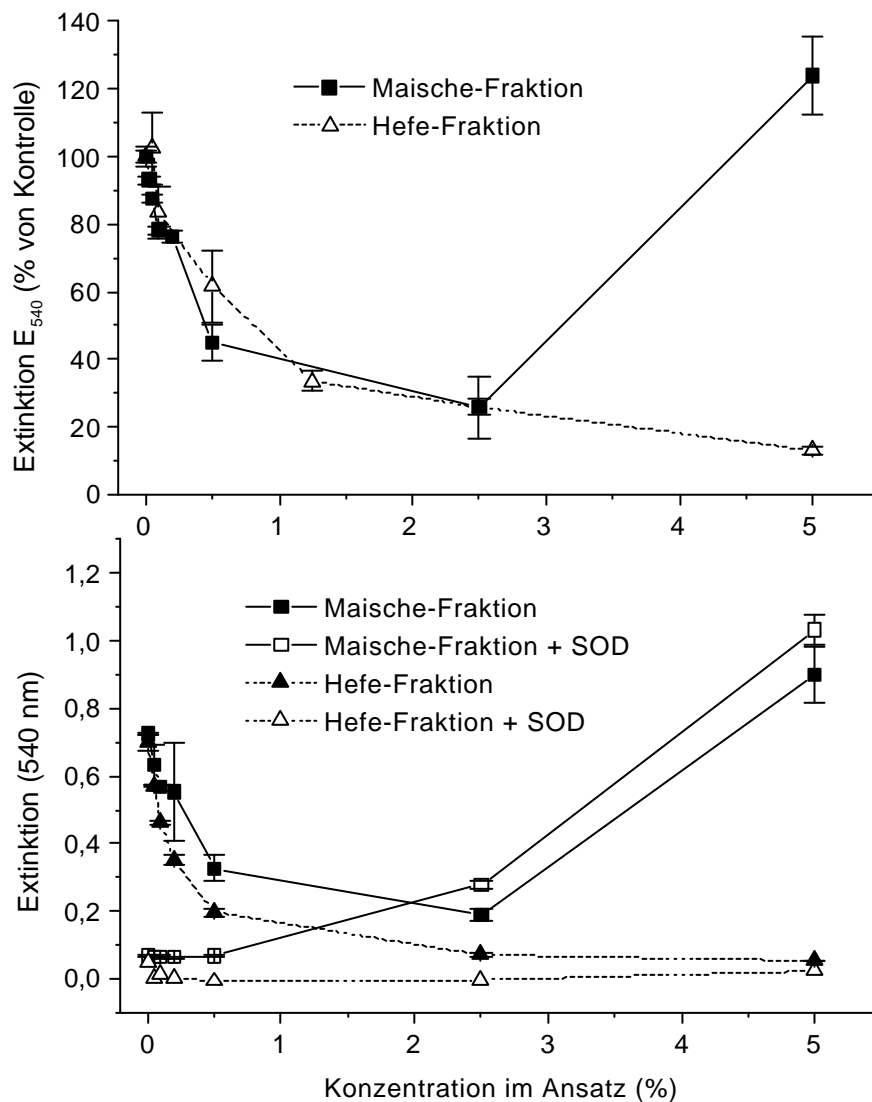 Extinktion E540 (% von Kontrolle)
140
120
100
80
60
40
20
0
Maische-Fraktion
Hefe-Fraktion
0 1 2 3 4 5
Extinktion (540 nm)
1,2
1,0
0,8
0,6
0,4
0,2
0,0
Maische-Fraktion
Maische-Fraktion + SOD
Hefe-Fraktion
Hefe-Fraktion + SOD
0 1 2 3 4 5
Konzentration im Ansatz (%)